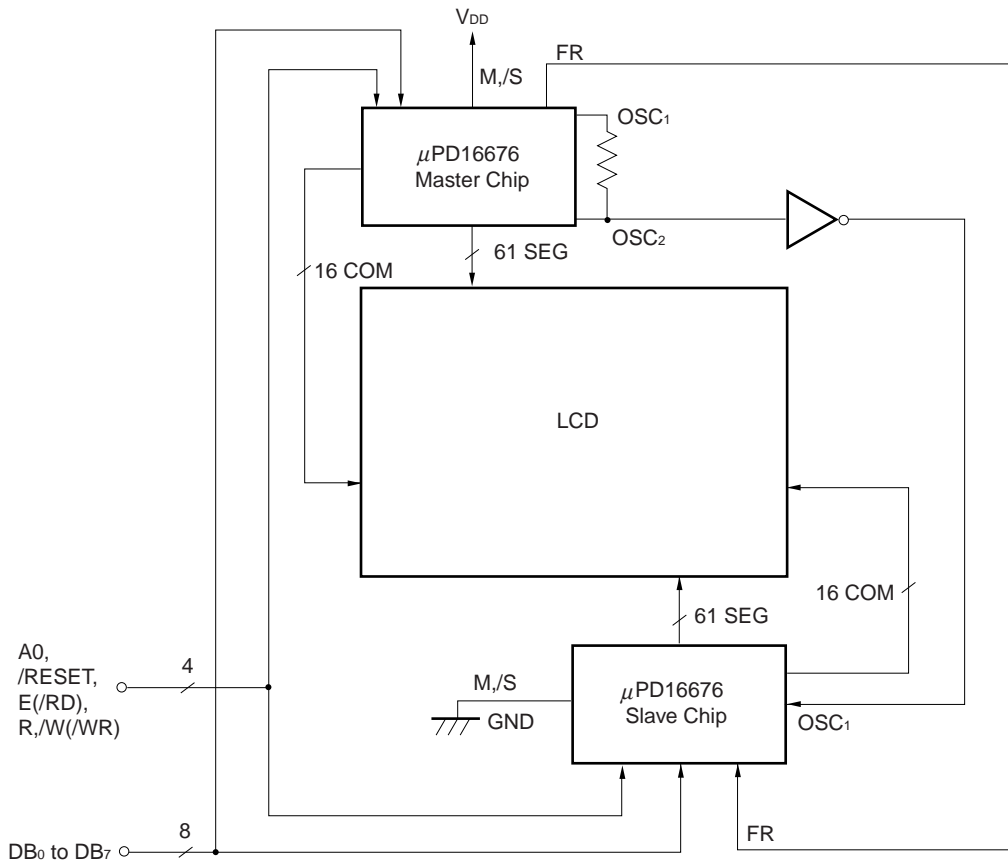 VDD
FR
M,/S
OSC1
μPD16676
Master Chip
OSC2
61 SEG
16 COM
LCD
16 COM
61 SEG
A0,
/RESET,
E(/RD),
R,/W(/WR)
4
M,/S
GND
μPD16676
Slave Chip
OSC1
8
DB0 to DB7
FR